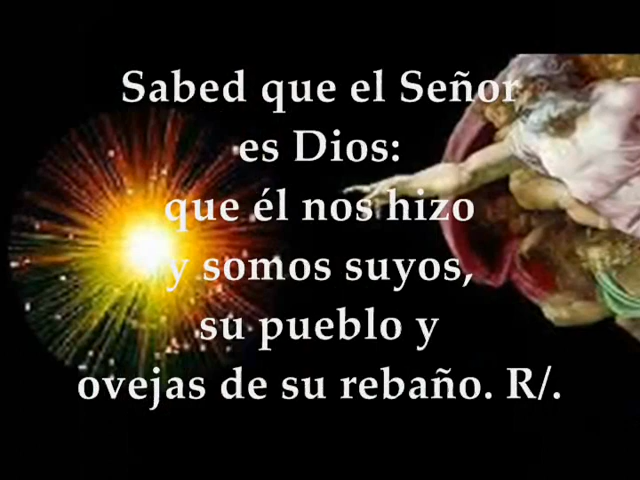 Sabed que el Señor
es Dios:
que él nos hizo
y somos suyos,
su pueblo y
ovejas de su rebaño. R/.